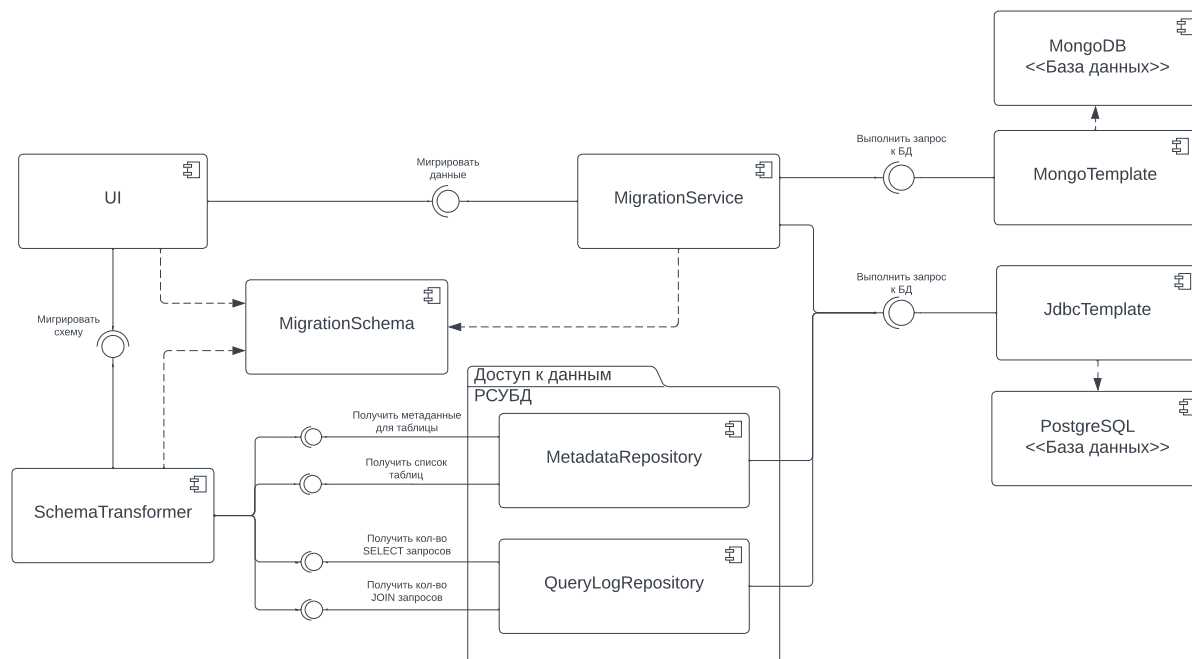 MongoDB
<<База данных>>
Выполнить запрос
к БД
Мигрировать
данные
MongoTemplate
UI
MigrationService
Выполнить запрос
к БД
JdbcTemplate
Мигрировать
схему
MigrationSchema
Доступ к данным
РСУБД
Получить метаданные
для таблицы
PostgreSQL
<<База данных>>
MetadataRepository
Получить список
таблиц
SchemaTransformer
Получить кол-во
SELECT запросов
QueryLogRepository
Получить кол-во
JOIN запросов